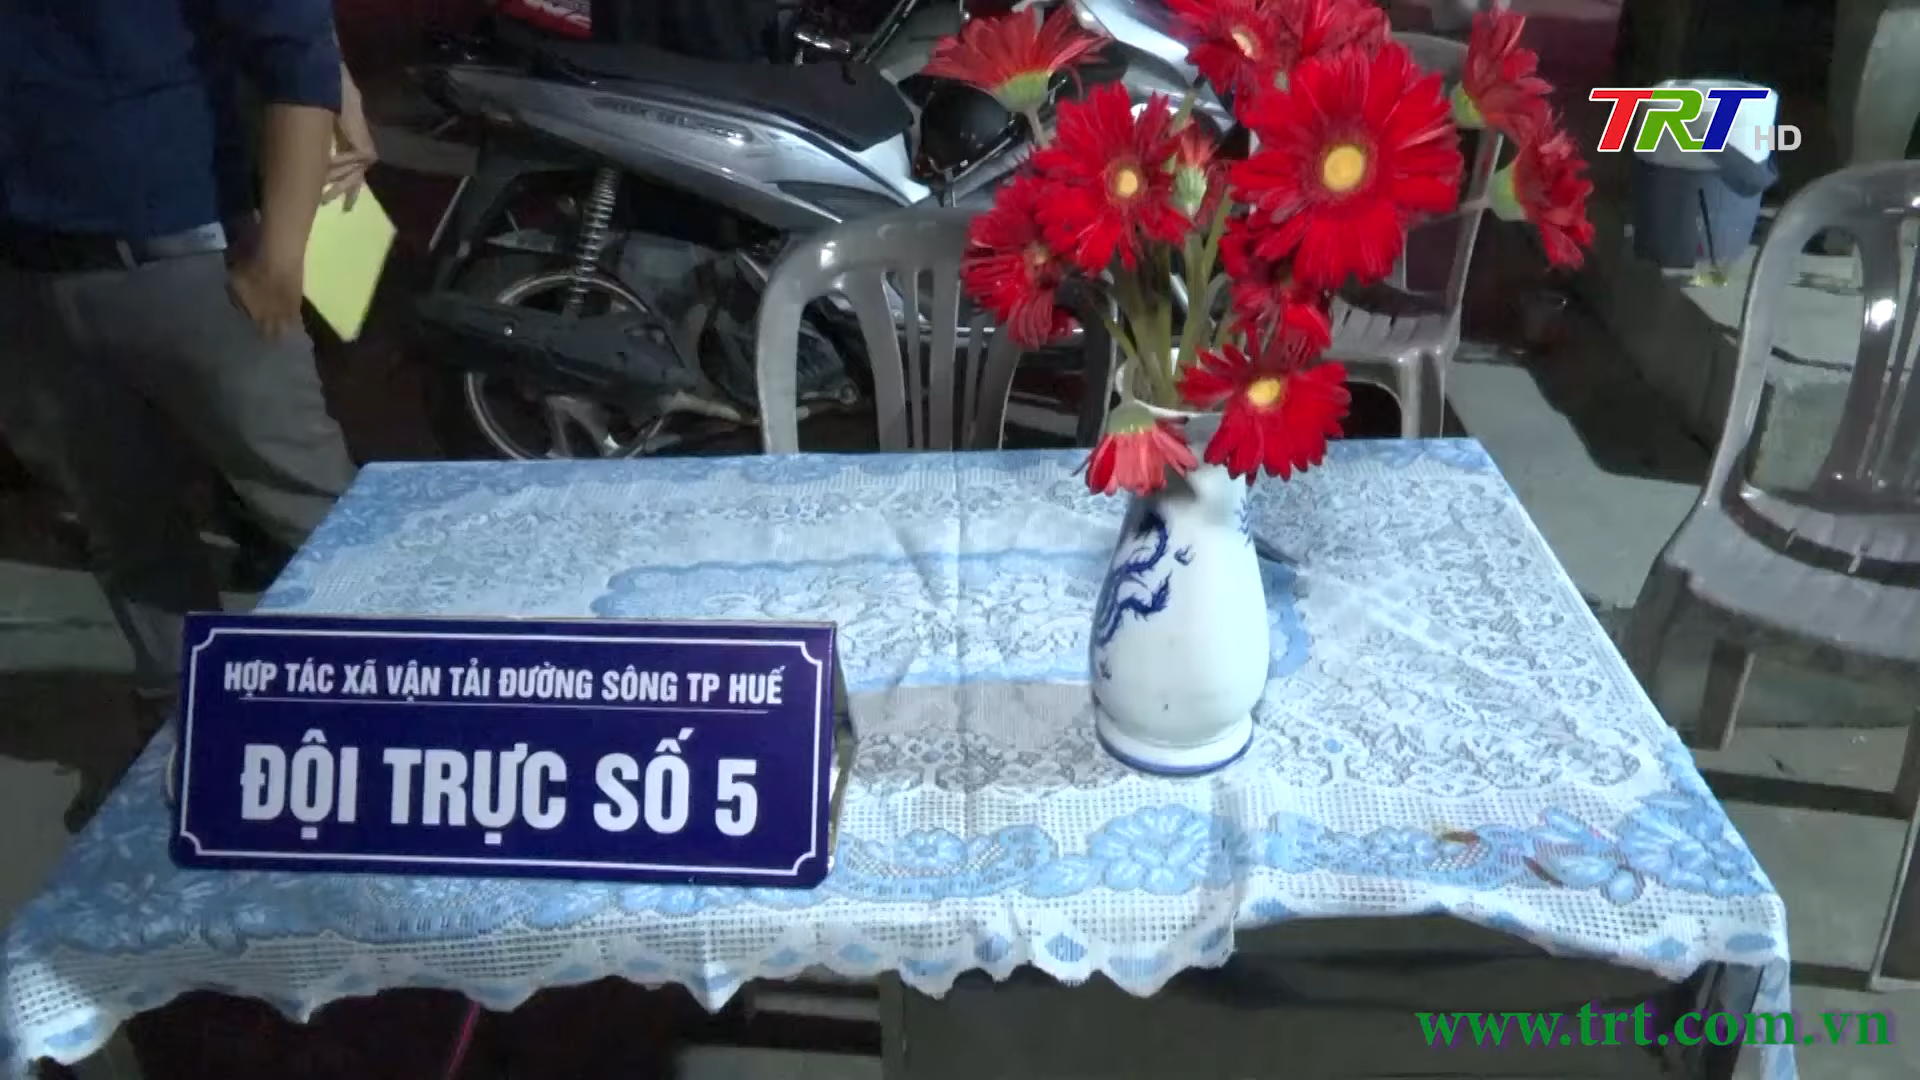 TRT HD
HỢP TÁC XÃ VẬN TẢI ĐƯỜNG SÔNG TP HUẾ
ĐỘI TRỰC SỐ 5
www.trt.com.vn